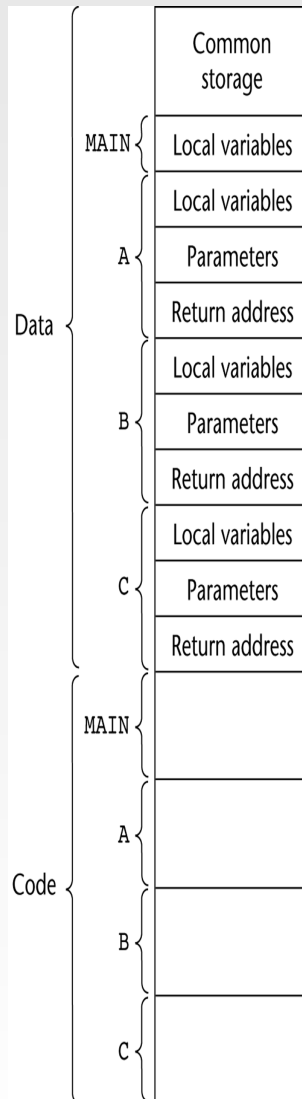 Common
storage
MAIN
Local variables
Local variables
A
Parameters
Return address
Data
Local variables
B
Parameters
Return address
Local variables
C
Parameters
Return address
MAIN
A
Code
B
C